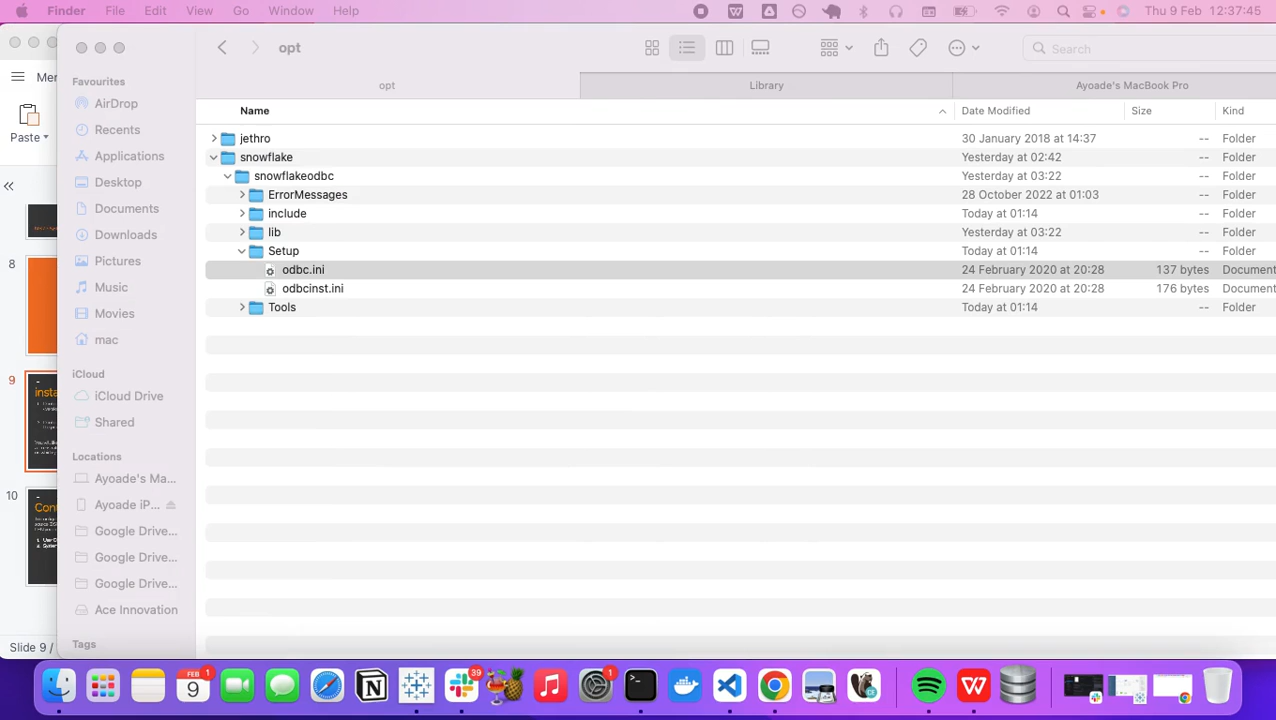 Finder File Edit View Go Window Help Thu 9 Feb 12:37:45
opt Search
Men
Paste
8
9
10
Slide 9 /
Favourites
AirDrop
Recents
Applications
Desktop
Documents
Downloads
Pictures
Music
Movies
mac
iCloud
iCloud Drive
Shared
Locations
Ayoade's Ma...
Ayoade iP...
Google Drive...
Google Drive...
Google Drive...
Ace Innovation
Tags
opt Library Ayoade's MacBook Pro
Name Date Modified Size Kind
jethro 30 January 2018 at 14:37 -- Folder
snowflake Yesterday at 02:42 -- Folder
snowflakeodbc Yesterday at 03:22 -- Folder
ErrorMessages 28 October 2022 at 01:03 -- Folder
include Today at 01:14 -- Folder
lib Yesterday at 03:22 -- Folder
Setup Today at 01:14 -- Folder
odbc.ini 24 February 2020 at 20:28 137 bytes Document
odbcinst.ini 24 February 2020 at 20:28 176 bytes Document
Tools Today at 01:14 -- Folder
FEB
9
1
39
1